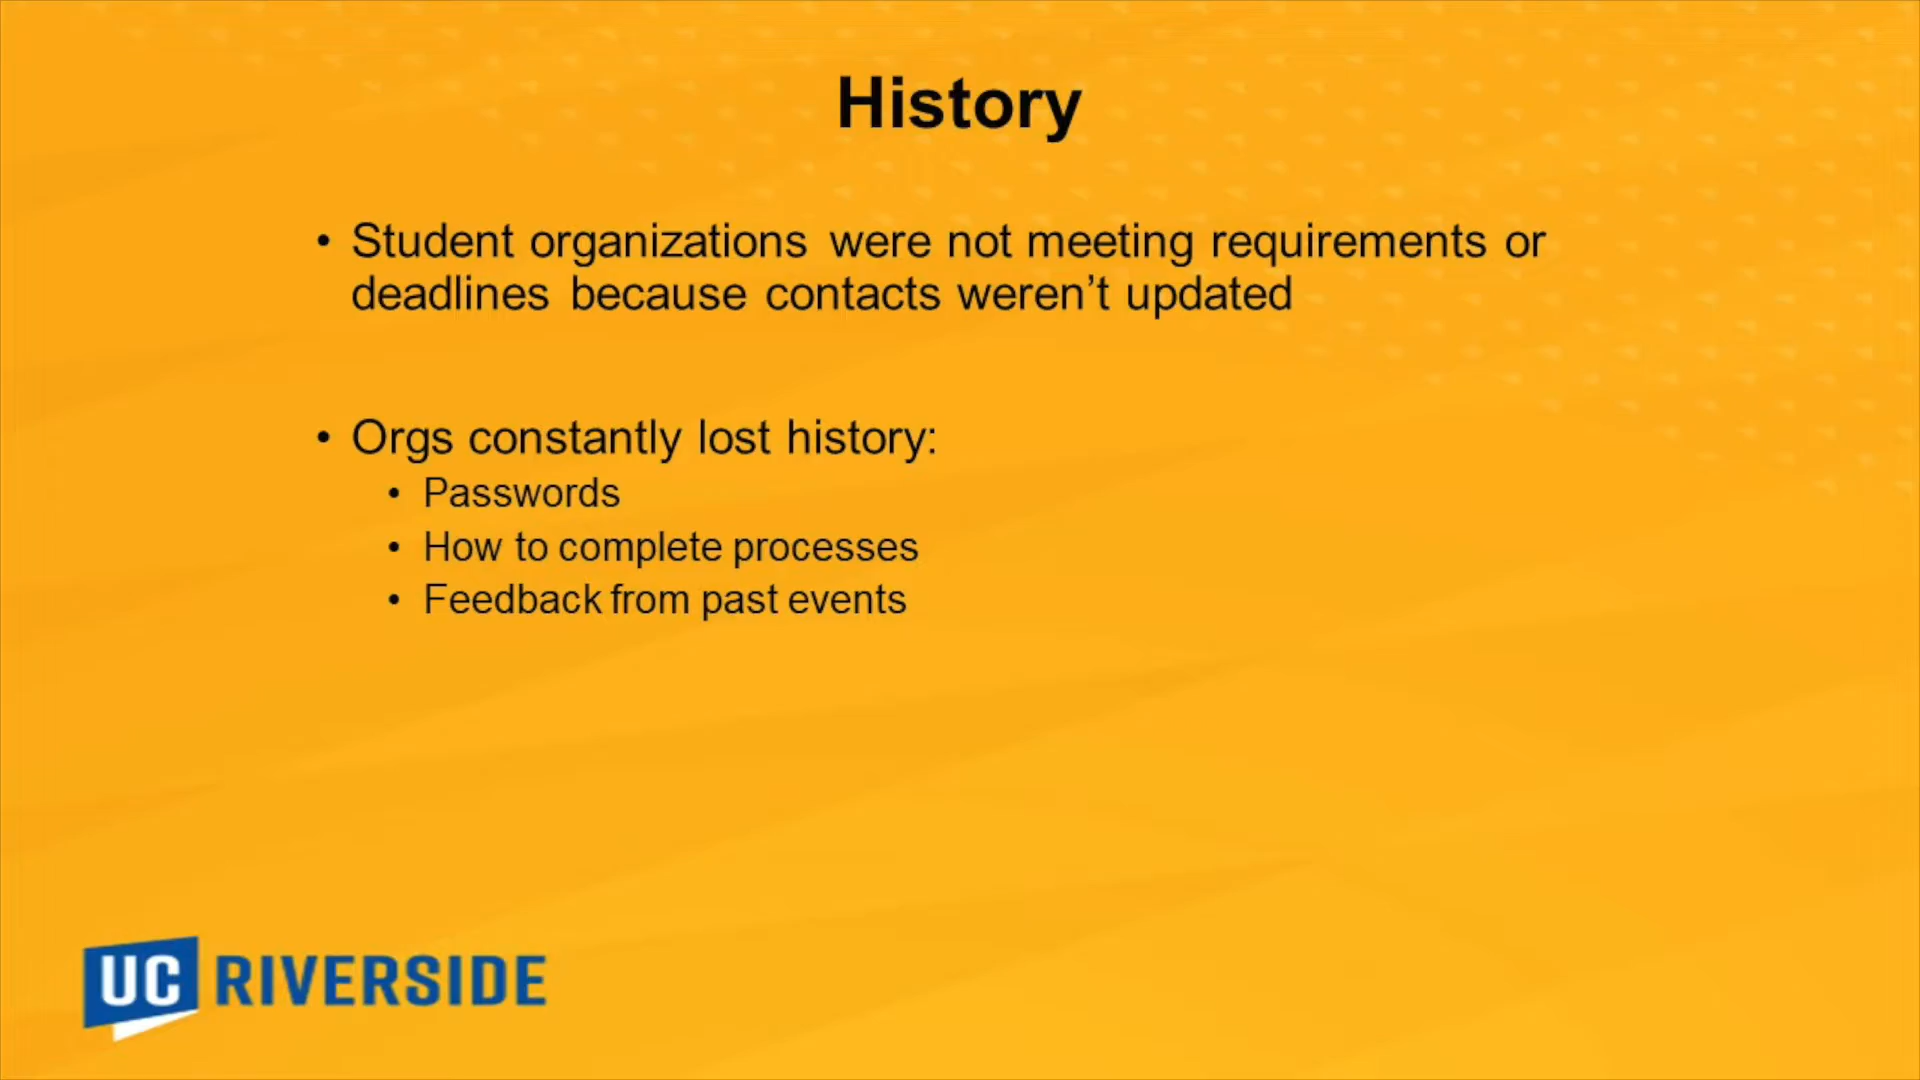 History
• Student organizations were not meeting requirements or
deadlines because contacts weren’t updated
• Orgs constantly lost history:
• Passwords
• How to complete processes
• Feedback from past events
UC RIVERSIDE